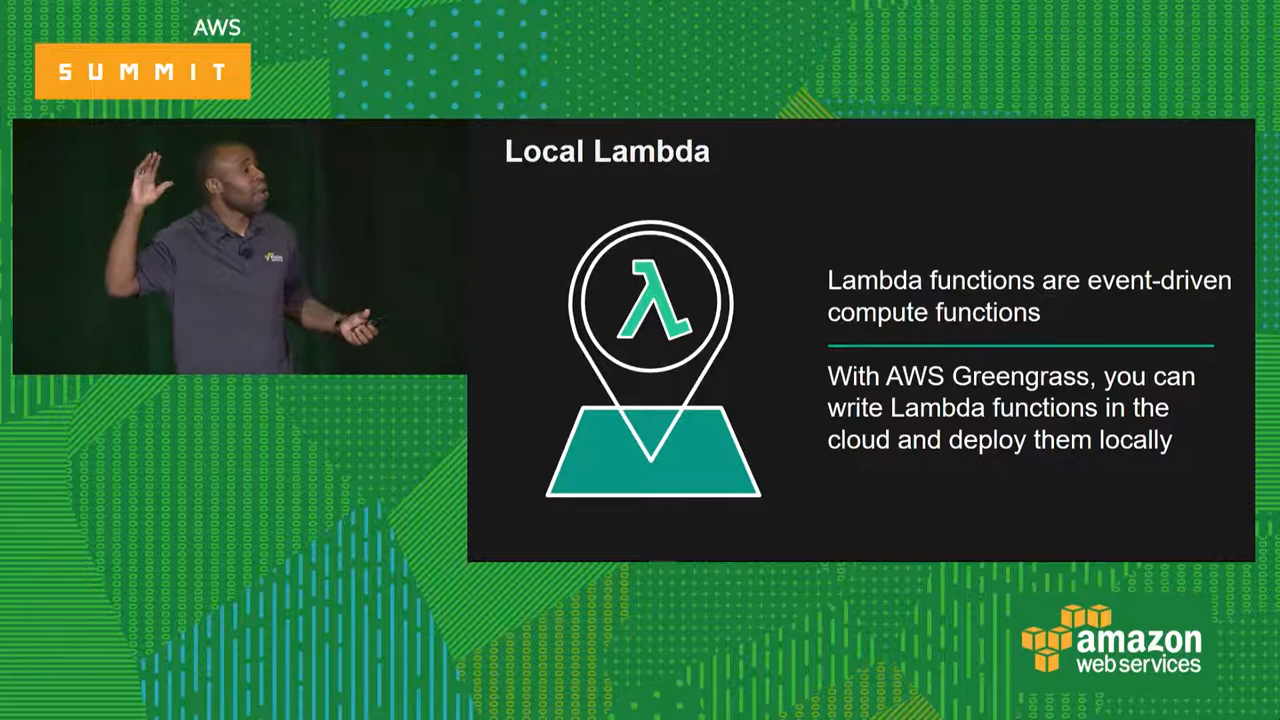 AWS
SUMMIT
Local Lambda
λ
Lambda functions are event-driven
compute functions
With AWS Greengrass, you can
write Lambda functions in the
cloud and deploy them locally
amazon
web services